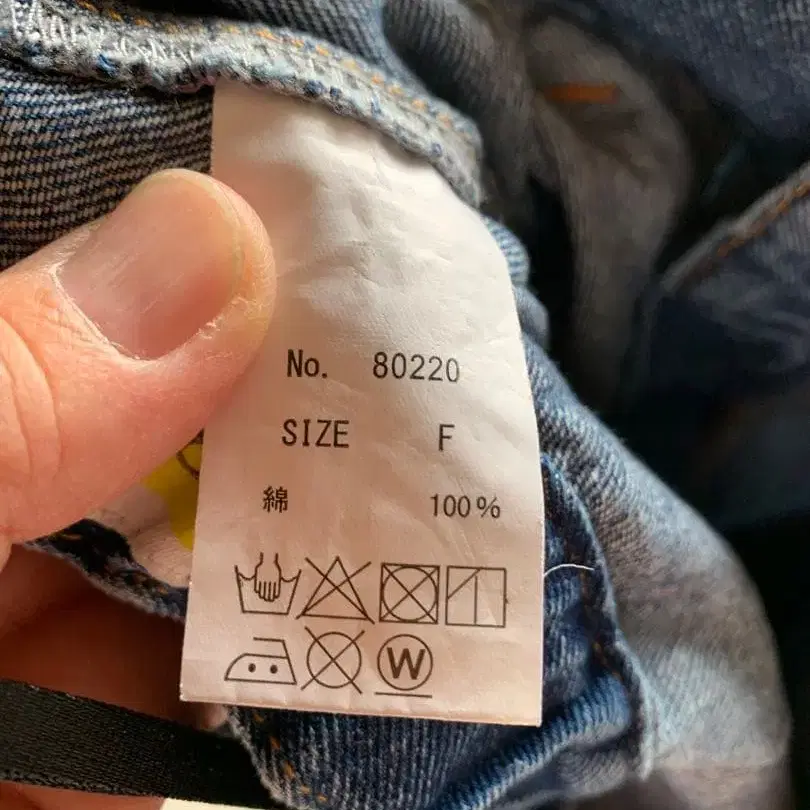 No. 80220
SIZE F
綿 100%
W